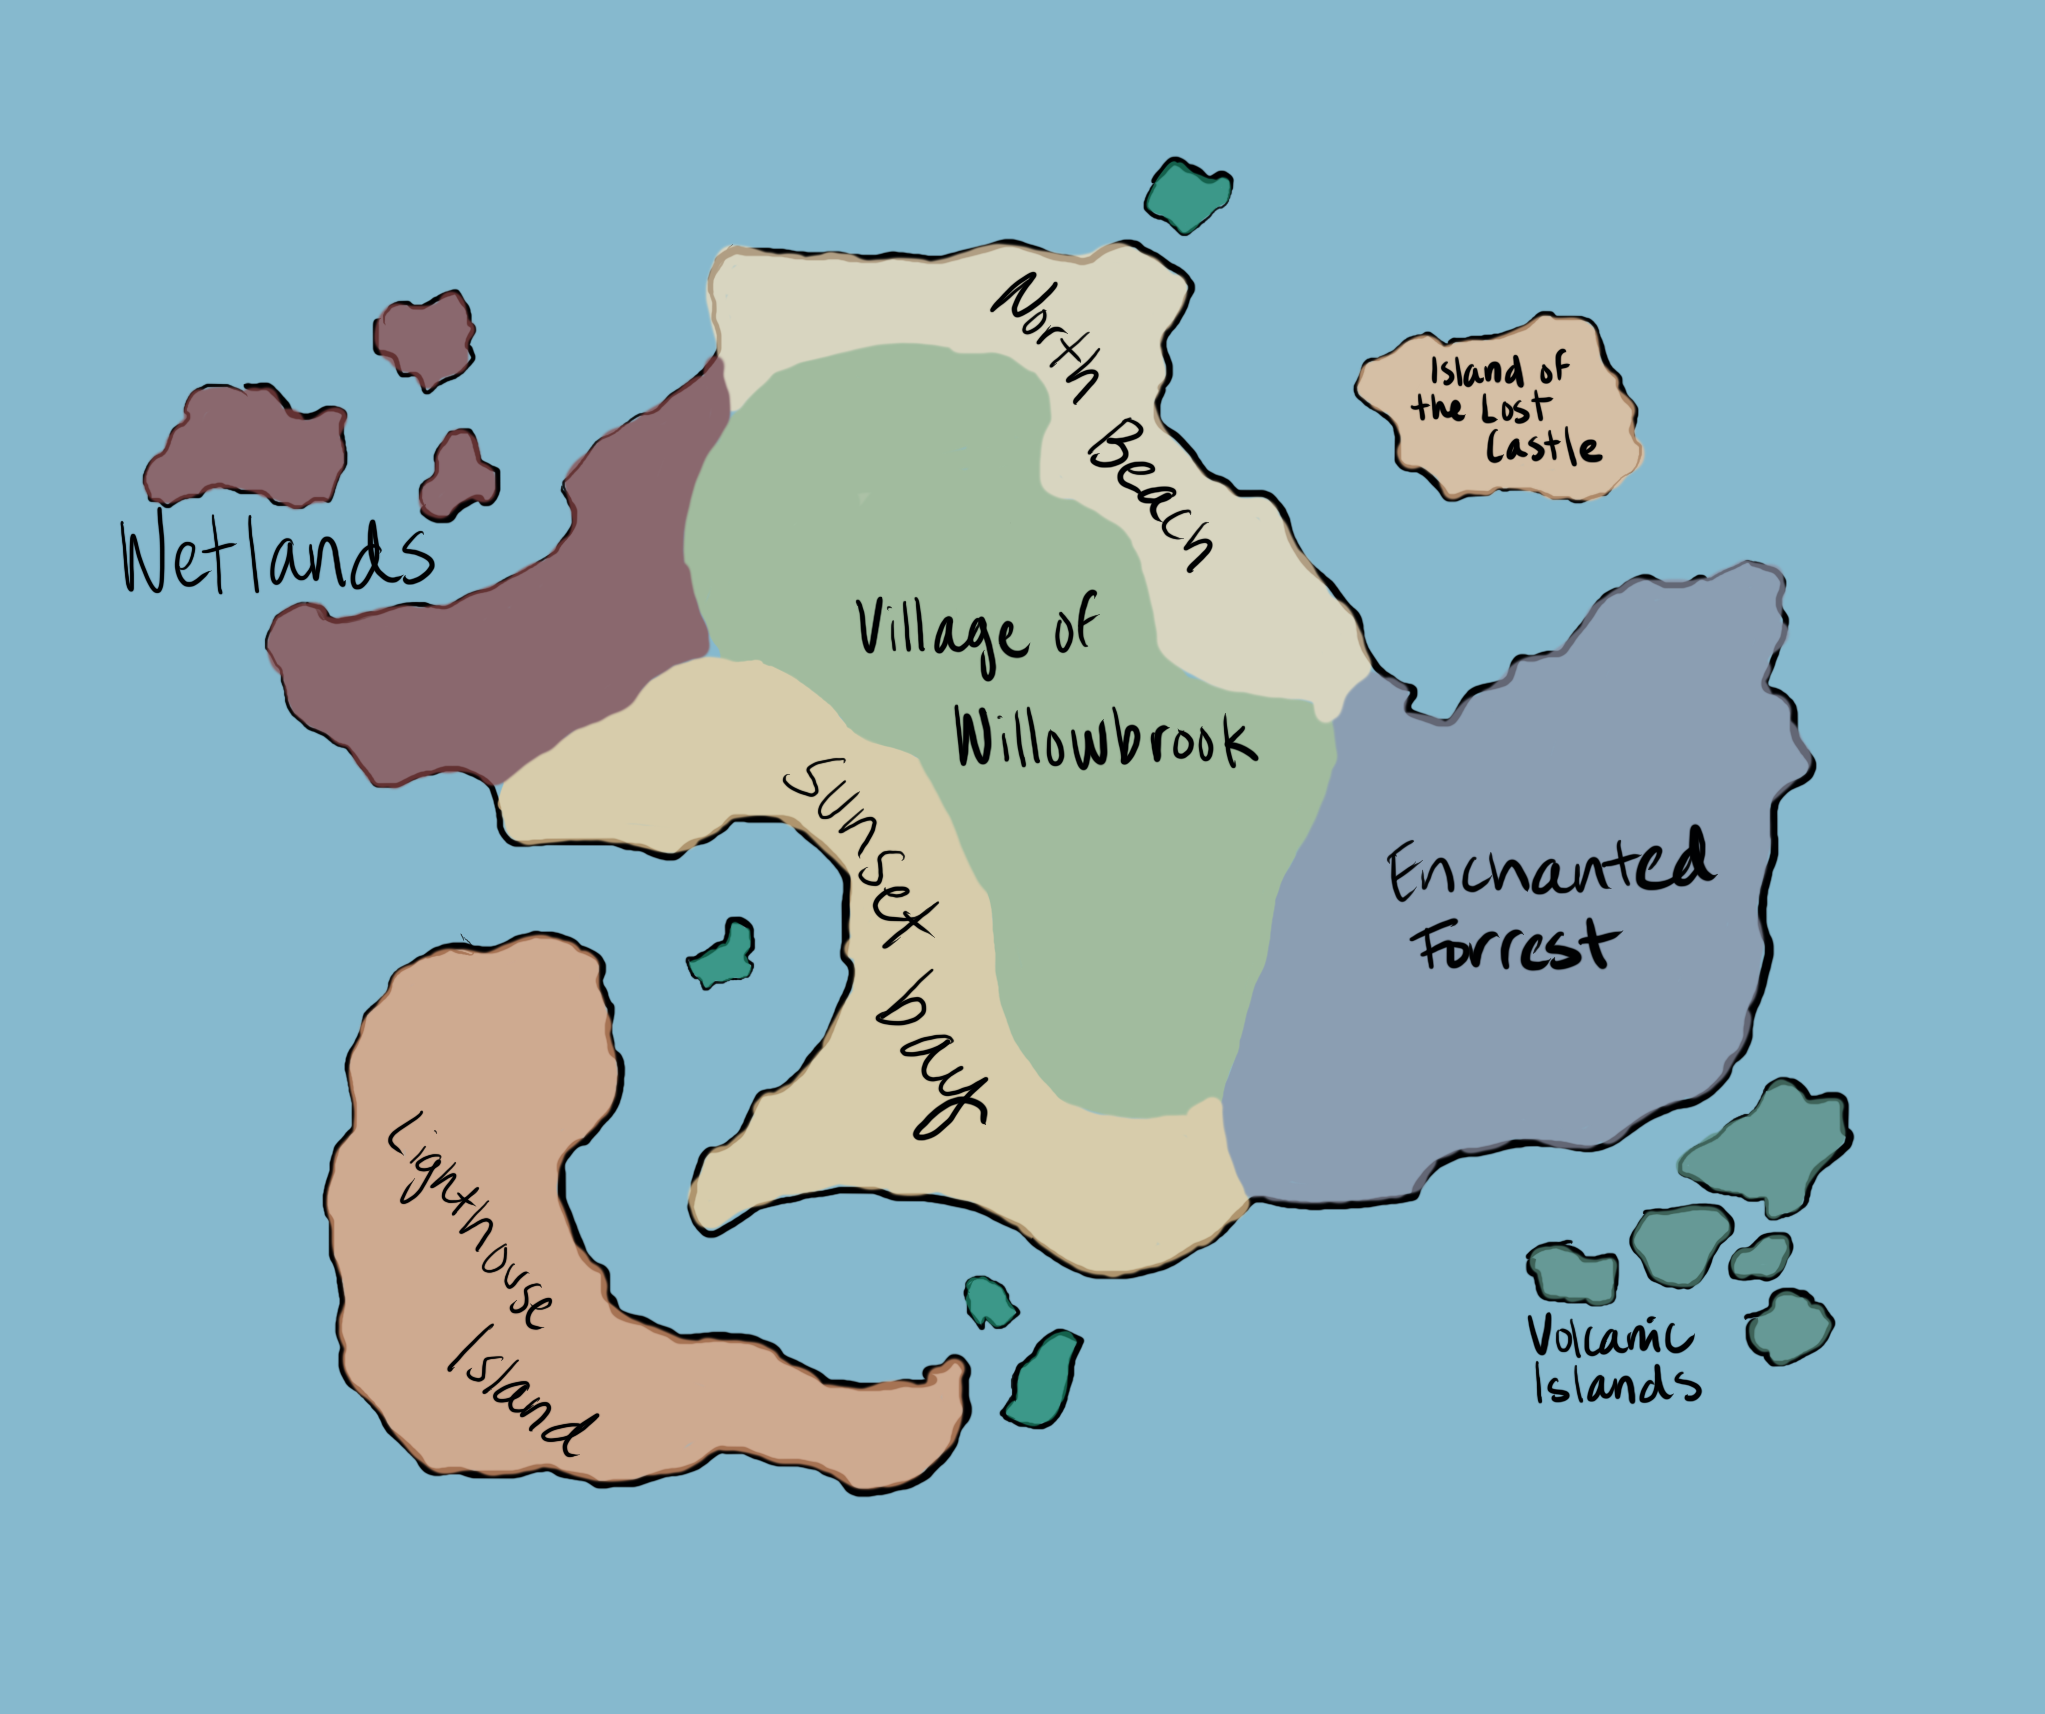 North Beach
Island of
the Lost
Castle
Wetlands
Village of
Willowbrook
Sunset bay
Enchanted
Forrest
Lighthouse
Island
Volcanic
Islands